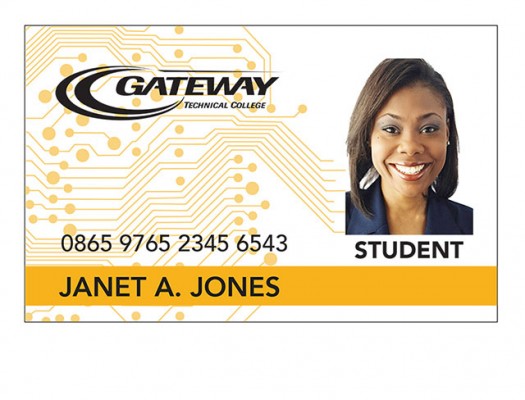 GATEWAY
TECHNICAL COLLEGE
0865 9765 2345 6543
STUDENT
JANET A. JONES